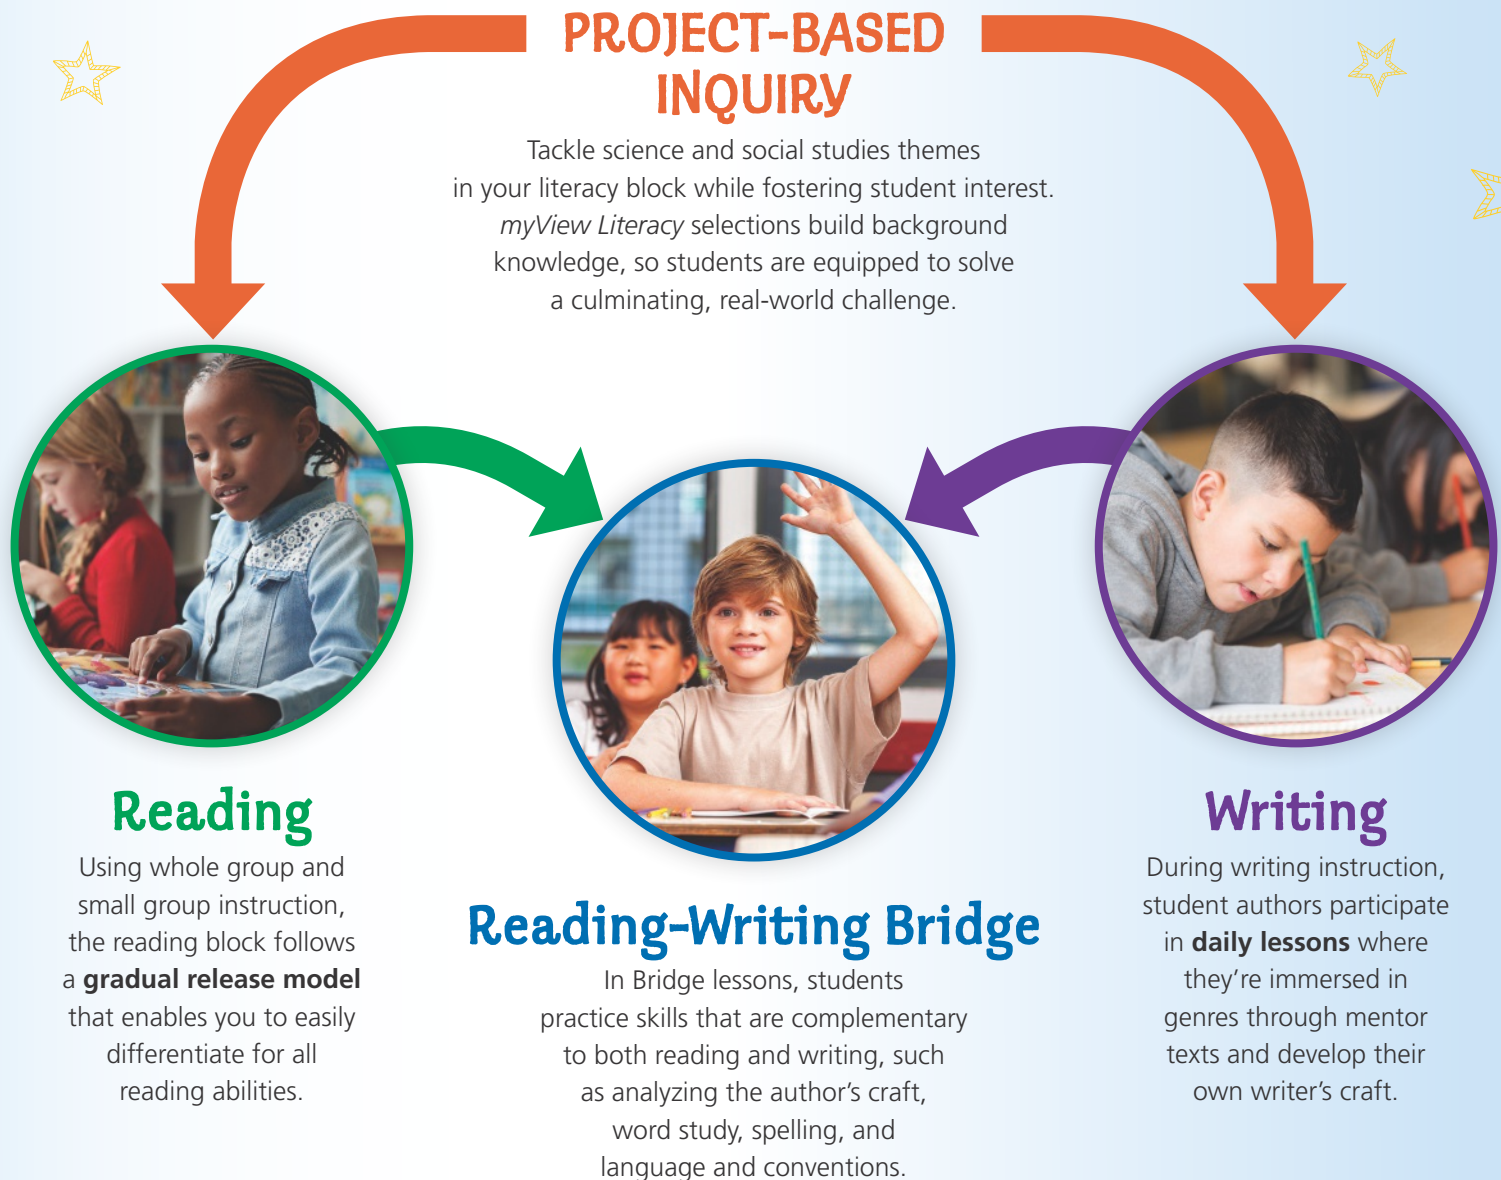 PROJECT-BASED
INQUIRY
Tackle science and social studies themes
in your literacy block while fostering student interest.
myView Literacy selections build background
knowledge, so students are equipped to solve
a culminating, real-world challenge.
Reading
Using whole group and
small group instruction,
the reading block follows
a gradual release model
that enables you to easily
differentiate for all
reading abilities.
Reading-Writing Bridge
In Bridge lessons, students
practice skills that are complementary
to both reading and writing, such
as analyzing the author’s craft,
word study, spelling, and
language and conventions.
Writing
During writing instruction,
student authors participate
in daily lessons where
they’re immersed in
genres through mentor
texts and develop their
own writer’s craft.